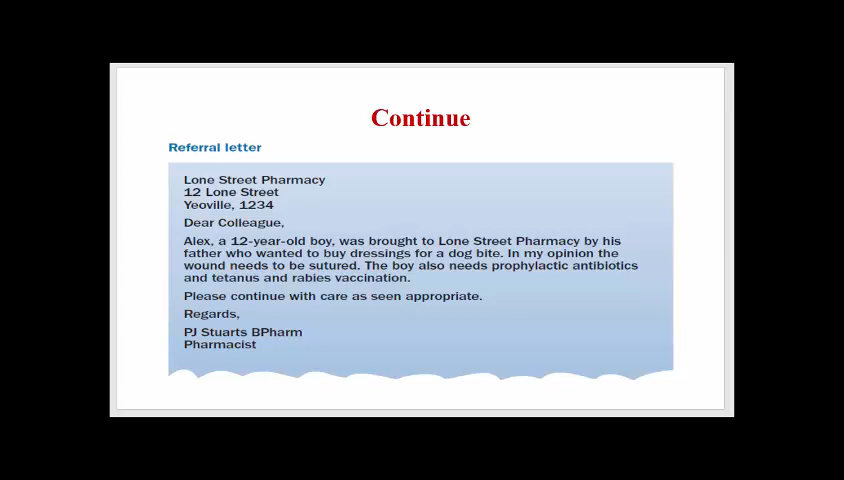 Continue
Referral letter
Lone Street Pharmacy
12 Lone Street
Yeoville, 1234
Dear Colleague,
Alex, a 12-year-old boy, was brought to Lone Street Pharmacy by his
father who wanted to buy dressings for a dog bite. In my opinion the
wound needs to be sutured. The boy also needs prophylactic antibiotics
and tetanus and rabies vaccination.
Please continue with care as seen appropriate.
Regards,
PJ Stuarts BPharm
Pharmacist